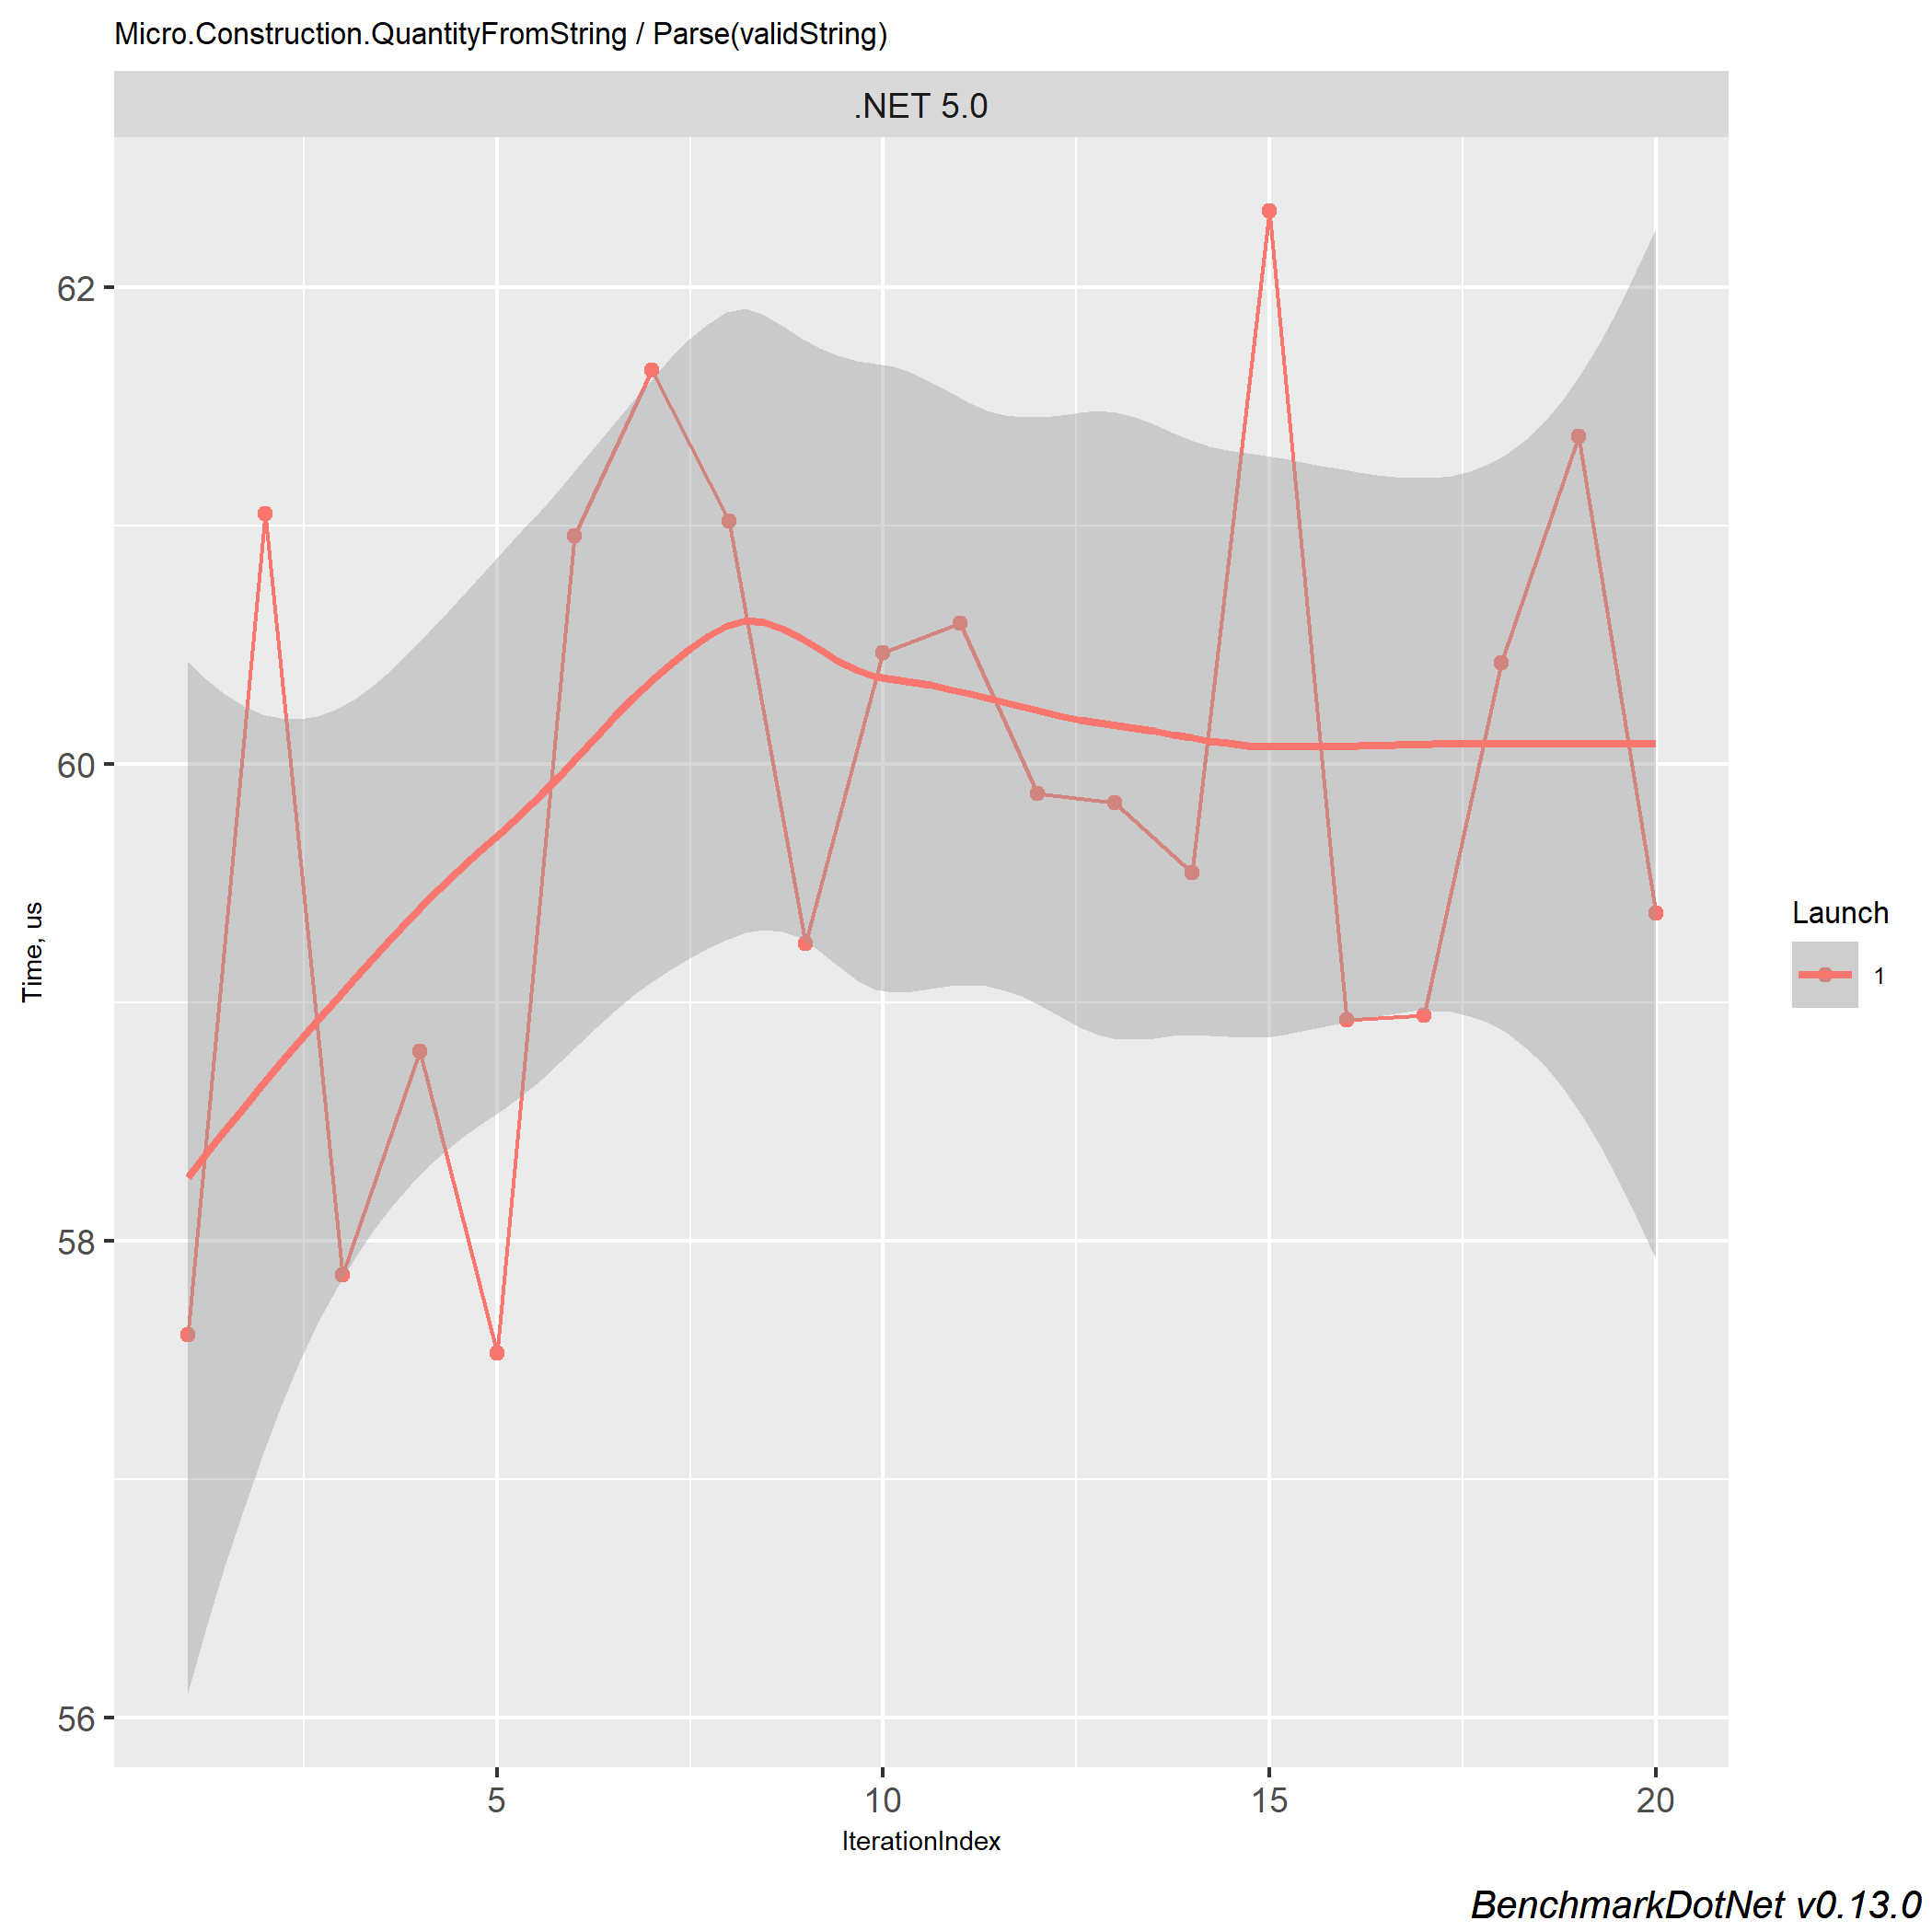 Micro.Construction.QuantityFromString / Parse(validString)
.NET 5.0
62
60
58
56
Time, us
5 10 15 20
IterationIndex
Launch
1
BenchmarkDotNet v0.13.0